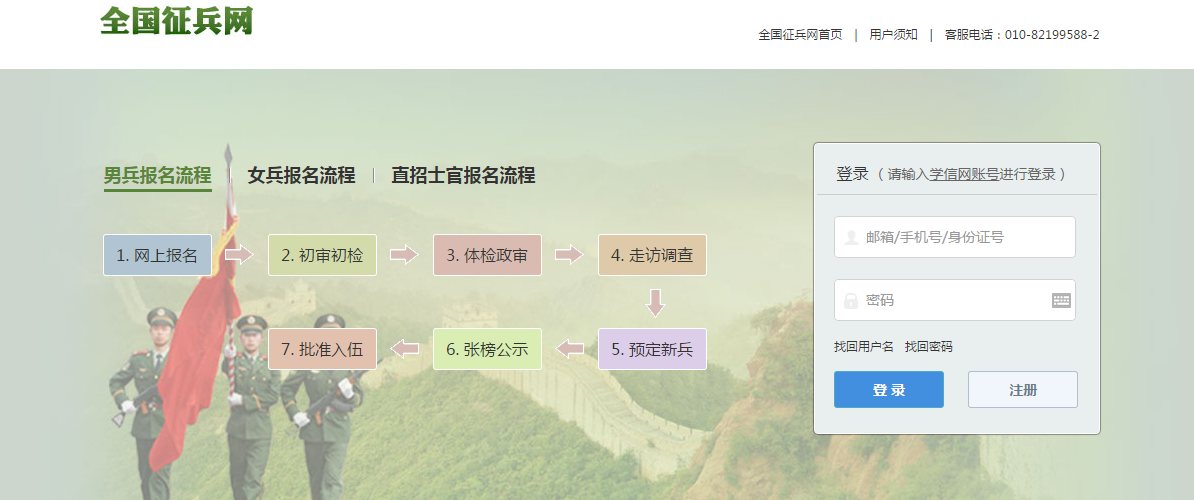 全国征兵网
全国征兵网首页 | 用户须知 | 客服电话：010-82199588-2
男兵报名流程 | 女兵报名流程 | 直招士官报名流程
1. 网上报名
2. 初审初检
3. 体检政审
4. 走访调查
7. 批准入伍
6. 张榜公示
5. 预定新兵
登录（请输入学信网账号进行登录）
邮箱/手机号/身份证号
密码
找回用户名 找回密码
登 录
注册